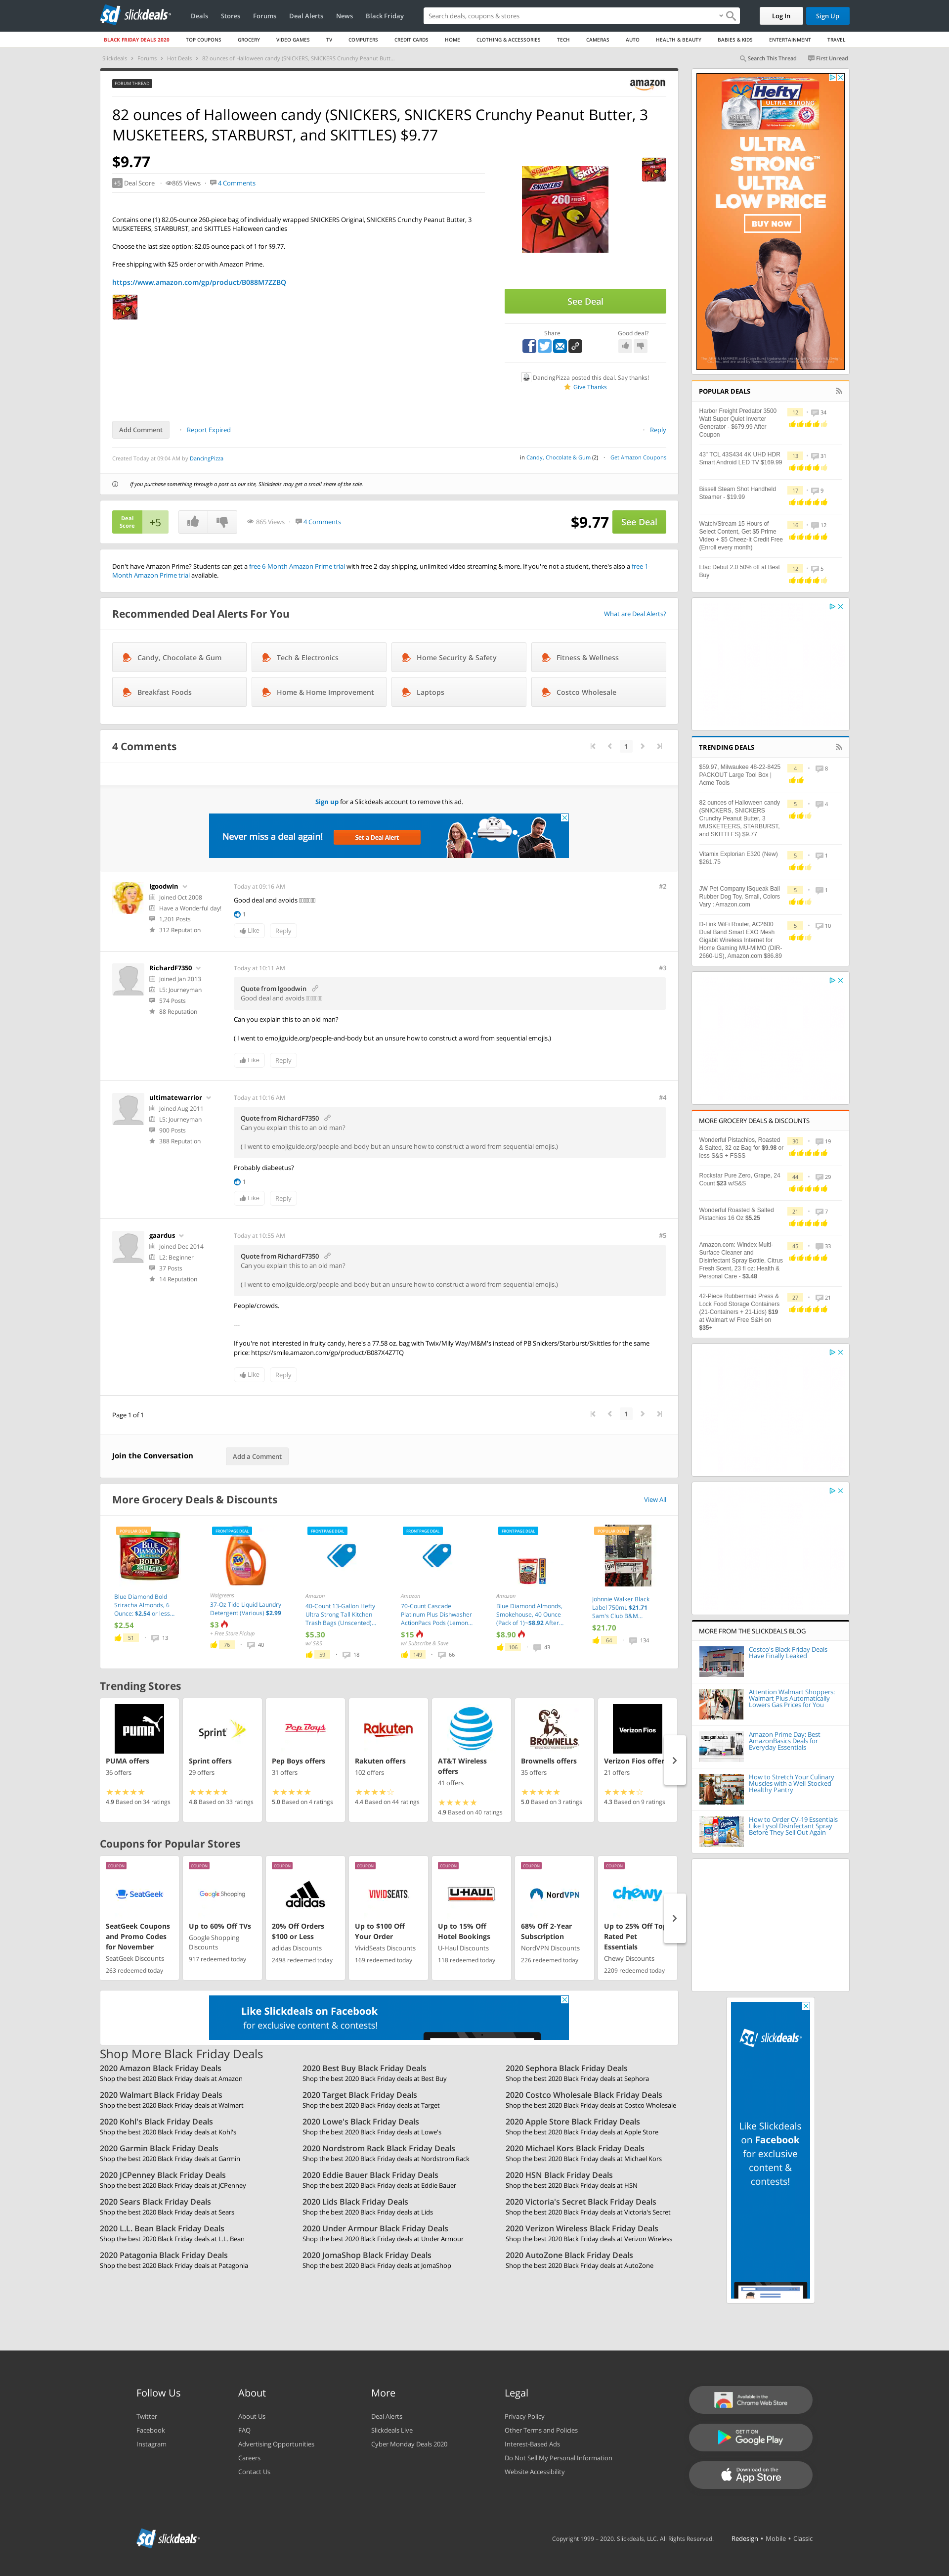 sd slickdeals
Deals Stores Forums Deal Alerts News Black Friday
Search deals, coupons & stores
Log In Sign Up
BLACK FRIDAY DEALS 2020 TOP COUPONS GROCERY VIDEO GAMES TV COMPUTERS CREDIT CARDS HOME CLOTHING & ACCESSORIES TECH CAMERAS AUTO HEALTH & BEAUTY BABIES & KIDS ENTERTAINMENT TRAVEL
Slickdeals Forums Hot Deals 82 ounces of Halloween candy (SNICKERS, SNICKERS Crunchy Peanut Butt...
Search This Thread First Unread
FORUM THREAD
amazon
82 ounces of Halloween candy (SNICKERS, SNICKERS Crunchy Peanut Butter, 3
MUSKETEERS, STARBURST, and SKITTLES) $9.77
$9.77
+5 Deal Score 865 Views 4 Comments
Contains one (1) 82.05-ounce 260-piece bag of individually wrapped SNICKERS Original, SNICKERS Crunchy Peanut Butter, 3
MUSKETEERS, STARBURST, and SKITTLES Halloween candies
Choose the last size option: 82.05 ounce pack of 1 for $9.77.
Free shipping with $25 order or with Amazon Prime.
https://www.amazon.com/gp/product/B088M7ZZBQ
260 PIECES
See Deal
Share Good deal?
DancingPizza posted this deal. Say thanks!
Give Thanks
Add Comment • Report Expired • Reply
Created Today at 09:04 AM by DancingPizza
in Candy, Chocolate & Gum (2) • Get Amazon Coupons
If you purchase something through a post on our site, Slickdeals may get a small share of the sale.
Deal Score +5
865 Views 4 Comments
$9.77 See Deal
Don't have Amazon Prime? Students can get a free 6-Month Amazon Prime trial with free 2-day shipping, unlimited video streaming & more. If you're not a student, there's also a free 1-
Month Amazon Prime trial available.
Recommended Deal Alerts For You
What are Deal Alerts?
Candy, Chocolate & Gum
Tech & Electronics
Home Security & Safety
Fitness & Wellness
Breakfast Foods
Home & Home Improvement
Laptops
Costco Wholesale
4 Comments
1
Sign up for a Slickdeals account to remove this ad.
Never miss a deal again! Set a Deal Alert
lgoodwin
Joined Oct 2008
Have a Wonderful day!
1,201 Posts
312 Reputation
Today at 09:16 AM #2
Good deal and avoids
1
Like Reply
RichardF7350
Joined Jan 2013
L5: Journeyman
574 Posts
88 Reputation
Today at 10:11 AM #3
Quote from lgoodwin
Good deal and avoids
Can you explain this to an old man?
( I went to emojiguide.org/people-and-body but an unsure how to construct a word from sequential emojis.)
Like Reply
ultimatewarrior
Joined Aug 2011
L5: Journeyman
900 Posts
388 Reputation
Today at 10:16 AM #4
Quote from RichardF7350
Can you explain this to an old man?
( I went to emojiguide.org/people-and-body but an unsure how to construct a word from sequential emojis.)
Probably diabeetus?
1
Like Reply
gaardus
Joined Dec 2014
L2: Beginner
37 Posts
14 Reputation
Today at 10:55 AM #5
Quote from RichardF7350
Can you explain this to an old man?
( I went to emojiguide.org/people-and-body but an unsure how to construct a word from sequential emojis.)
People/crowds.
---
If you're not interested in fruity candy, here's a 77.58 oz. bag with Twix/Mily Way/M&M's instead of PB Snickers/Starburst/Skittles for the same
price: https://smile.amazon.com/gp/product/B087X4Z7TQ
Like Reply
Page 1 of 1
1
Join the Conversation Add a Comment
More Grocery Deals & Discounts View All
POPULAR DEAL
Blue Diamond Bold
Sriracha Almonds, 6
Ounce: $2.54 or less...
$2.54
51 13
FRONTPAGE DEAL
Walgreens
37-Oz Tide Liquid Laundry
Detergent (Various) $2.99
$3
+ Free Store Pickup
76 40
FRONTPAGE DEAL
Amazon
40-Count 13-Gallon Hefty
Ultra Strong Tall Kitchen
Trash Bags (Unscented)...
$5.30
w/ S&S
59 18
FRONTPAGE DEAL
Amazon
70-Count Cascade
Platinum Plus Dishwasher
ActionPacs Pods (Lemon...
$15
w/ Subscribe & Save
149 66
FRONTPAGE DEAL
Amazon
Blue Diamond Almonds,
Smokehouse, 40 Ounce
(Pack of 1)~$8.92 After...
$8.90
106 43
POPULAR DEAL
Johnnie Walker Black
Label 750mL $21.71
Sam's Club B&M...
$21.70
64 134
Trending Stores
PUMA
PUMA offers
36 offers
4.9 Based on 34 ratings
Sprint
Sprint offers
29 offers
4.8 Based on 33 ratings
Pep Boys
Pep Boys offers
31 offers
5.0 Based on 4 ratings
Rakuten
Rakuten offers
102 offers
4.4 Based on 44 ratings
AT&T Wireless
offers
41 offers
4.9 Based on 40 ratings
BROWNELLS
Brownells offers
35 offers
5.0 Based on 3 ratings
Verizon Fios
Verizon Fios offers
21 offers
4.3 Based on 9 ratings
Coupons for Popular Stores
COUPON
SeatGeek
SeatGeek Coupons
and Promo Codes
for November
SeatGeek Discounts
263 redeemed today
COUPON
Google Shopping
Up to 60% Off TVs
Google Shopping
Discounts
917 redeemed today
COUPON
adidas
20% Off Orders
$100 or Less
adidas Discounts
2498 redeemed today
COUPON
VIVIDSEATS
Up to $100 Off
Your Order
VividSeats Discounts
169 redeemed today
COUPON
U-HAUL
Up to 15% Off
Hotel Bookings
U-Haul Discounts
118 redeemed today
COUPON
NordVPN
68% Off 2-Year
Subscription
NordVPN Discounts
226 redeemed today
COUPON
chewy
Up to 25% Off Top
Rated Pet
Essentials
Chewy Discounts
2209 redeemed today
Like Slickdeals on Facebook
for exclusive content & contests!
Shop More Black Friday Deals
2020 Amazon Black Friday Deals
Shop the best 2020 Black Friday deals at Amazon
2020 Best Buy Black Friday Deals
Shop the best 2020 Black Friday deals at Best Buy
2020 Sephora Black Friday Deals
Shop the best 2020 Black Friday deals at Sephora
2020 Walmart Black Friday Deals
Shop the best 2020 Black Friday deals at Walmart
2020 Target Black Friday Deals
Shop the best 2020 Black Friday deals at Target
2020 Costco Wholesale Black Friday Deals
Shop the best 2020 Black Friday deals at Costco Wholesale
2020 Kohl's Black Friday Deals
Shop the best 2020 Black Friday deals at Kohl's
2020 Lowe's Black Friday Deals
Shop the best 2020 Black Friday deals at Lowe's
2020 Apple Store Black Friday Deals
Shop the best 2020 Black Friday deals at Apple Store
2020 Garmin Black Friday Deals
Shop the best 2020 Black Friday deals at Garmin
2020 Nordstrom Rack Black Friday Deals
Shop the best 2020 Black Friday deals at Nordstrom Rack
2020 Michael Kors Black Friday Deals
Shop the best 2020 Black Friday deals at Michael Kors
2020 JCPenney Black Friday Deals
Shop the best 2020 Black Friday deals at JCPenney
2020 Eddie Bauer Black Friday Deals
Shop the best 2020 Black Friday deals at Eddie Bauer
2020 HSN Black Friday Deals
Shop the best 2020 Black Friday deals at HSN
2020 Sears Black Friday Deals
Shop the best 2020 Black Friday deals at Sears
2020 Lids Black Friday Deals
Shop the best 2020 Black Friday deals at Lids
2020 Victoria's Secret Black Friday Deals
Shop the best 2020 Black Friday deals at Victoria's Secret
2020 L.L. Bean Black Friday Deals
Shop the best 2020 Black Friday deals at L.L. Bean
2020 Under Armour Black Friday Deals
Shop the best 2020 Black Friday deals at Under Armour
2020 Verizon Wireless Black Friday Deals
Shop the best 2020 Black Friday deals at Verizon Wireless
2020 Patagonia Black Friday Deals
Shop the best 2020 Black Friday deals at Patagonia
2020 JomaShop Black Friday Deals
Shop the best 2020 Black Friday deals at JomaShop
2020 AutoZone Black Friday Deals
Shop the best 2020 Black Friday deals at AutoZone
Hefty
ULTRA STRONG
ULTRA
STRONG™
ULTRA
LOW PRICE
BUY NOW
POPULAR DEALS
Harbor Freight Predator 3500
Watt Super Quiet Inverter
Generator - $679.99 After
Coupon
12 34
43" TCL 43S434 4K UHD HDR
Smart Android LED TV $169.99
13 31
Bissell Steam Shot Handheld
Steamer - $19.99
17 9
Watch/Stream 15 Hours of
Select Content, Get $5 Prime
Video + $5 Cheez-It Credit Free
(Enroll every month)
16 12
Elac Debut 2.0 50% off at Best
Buy
12 5
TRENDING DEALS
$59.97, Milwaukee 48-22-8425
PACKOUT Large Tool Box |
Acme Tools
4 8
82 ounces of Halloween candy
(SNICKERS, SNICKERS
Crunchy Peanut Butter, 3
MUSKETEERS, STARBURST,
and SKITTLES) $9.77
5 4
Vitamix Explorian E320 (New)
$261.75
5 1
JW Pet Company iSqueak Ball
Rubber Dog Toy, Small, Colors
Vary : Amazon.com
5 1
D-Link WiFi Router, AC2600
Dual Band Smart EXO Mesh
Gigabit Wireless Internet for
Home Gaming MU-MIMO (DIR-
2660-US), Amazon.com $86.89
5 10
MORE GROCERY DEALS & DISCOUNTS
Wonderful Pistachios, Roasted
& Salted, 32 oz Bag for $9.98 or
less S&S + FSSS
30 19
Rockstar Pure Zero, Grape, 24
Count $23 w/S&S
44 29
Wonderful Roasted & Salted
Pistachios 16 Oz $5.25
21 7
Amazon.com: Windex Multi-
Surface Cleaner and
Disinfectant Spray Bottle, Citrus
Fresh Scent, 23 fl oz: Health &
Personal Care - $3.48
45 33
42-Piece Rubbermaid Press &
Lock Food Storage Containers
(21-Containers + 21-Lids) $19
at Walmart w/ Free S&H on
$35+
27 21
MORE FROM THE SLICKDEALS BLOG
Costco's Black Friday Deals
Have Finally Leaked
Attention Walmart Shoppers:
Walmart Plus Automatically
Lowers Gas Prices for You
Amazon Prime Day: Best
AmazonBasics Deals for
Everyday Essentials
How to Stretch Your Culinary
Muscles with a Well-Stocked
Healthy Pantry
How to Order CV-19 Essentials
Like Lysol Disinfectant Spray
Before They Sell Out Again
sd slickdeals
Like Slickdeals
on Facebook
for exclusive
content &
contests!
Follow Us
Twitter
Facebook
Instagram
About
About Us
FAQ
Advertising Opportunities
Careers
Contact Us
More
Deal Alerts
Slickdeals Live
Cyber Monday Deals 2020
Legal
Privacy Policy
Other Terms and Policies
Interest-Based Ads
Do Not Sell My Personal Information
Website Accessibility
Available in the
Chrome Web Store
GET IT ON
Google Play
Download on the
App Store
sd slickdeals
Copyright 1999 – 2020. Slickdeals, LLC. All Rights Reserved. Redesign • Mobile • Classic